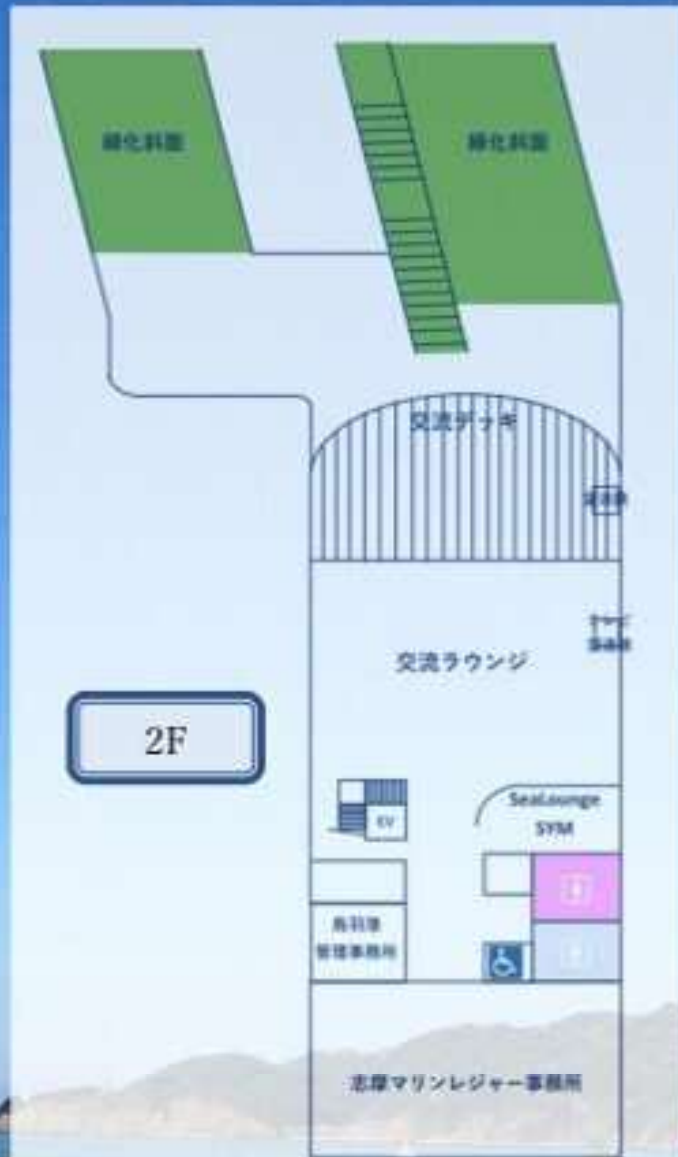 緑化斜面
緑化斜面
交流デッキ
交流ラウンジ
2F
SeaLounge
SYM
EV
鳥羽港
管理事務所
志摩マリンレジャー事務所